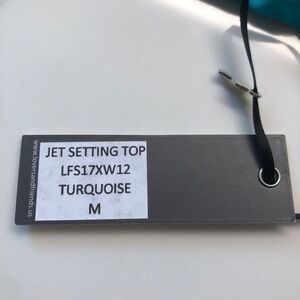 JET SETTING TOP
LFS17XW12
TURQUOISE
M
www.loversandfriends.us